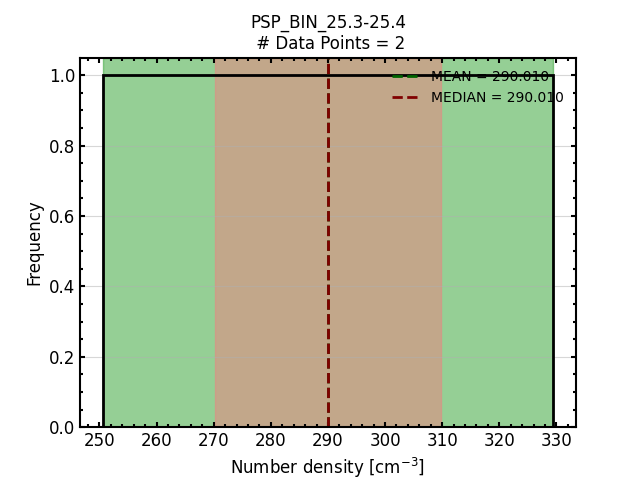 PSP_BIN_25.3-25.4
# Data Points = 2
MEAN = 290.010
MEDIAN = 290.010
Frequency
1.0
0.8
0.6
0.4
0.2
0.0
250 260 270 280 290 300 310 320 330
Number density [cm⁻³]